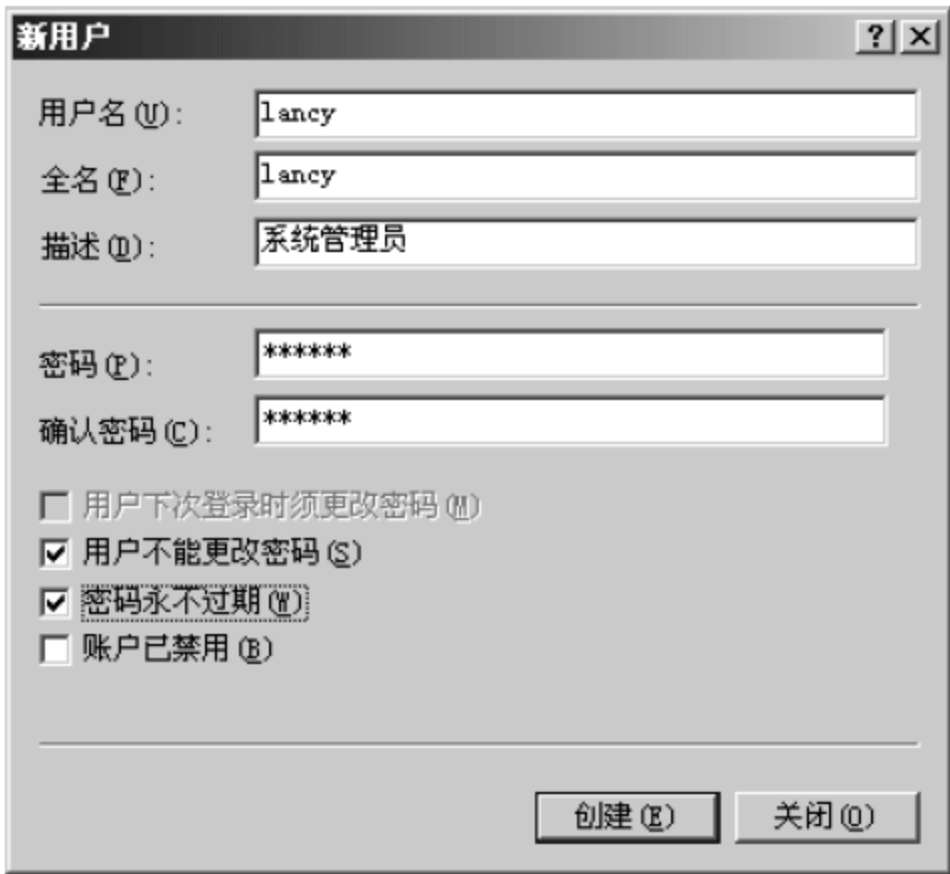 新用户
用户名(U): lancy
全名(F): lancy
描述(D): 系统管理员
密码(P): ******
确认密码(C): ******
用户下次登录时须更改密码(M)
用户不能更改密码(S)
密码永不过期(W)
账户已禁用(B)
创建(E) 关闭(O)